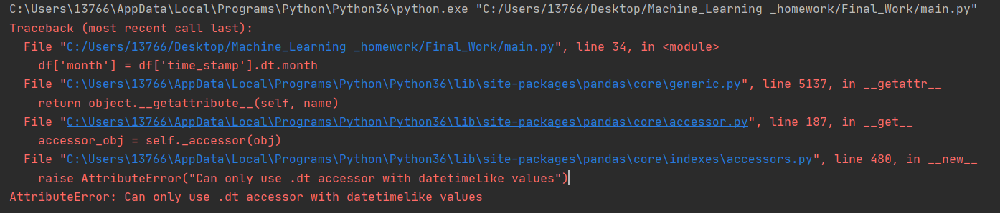 C:\Users\13766\AppData\Local\Programs\Python\Python36\python.exe "C:/Users/13766/Desktop/Machine_Learning _homework/Final_Work/main.py"
Traceback (most recent call last):
  File "C:/Users/13766/Desktop/Machine_Learning _homework/Final_Work/main.py", line 34, in <module>
    df['month'] = df['time_stamp'].dt.month
  File "C:\Users\13766\AppData\Local\Programs\Python\Python36\lib\site-packages\pandas\core\generic.py", line 5137, in __getattr__
    return object.__getattribute__(self, name)
  File "C:\Users\13766\AppData\Local\Programs\Python\Python36\lib\site-packages\pandas\core\accessor.py", line 187, in __get__
    accessor_obj = self._accessor(obj)
  File "C:\Users\13766\AppData\Local\Programs\Python\Python36\lib\site-packages\pandas\core\indexes\accessors.py", line 480, in __new__
    raise AttributeError("Can only use .dt accessor with datetimelike values")
AttributeError: Can only use .dt accessor with datetimelike values